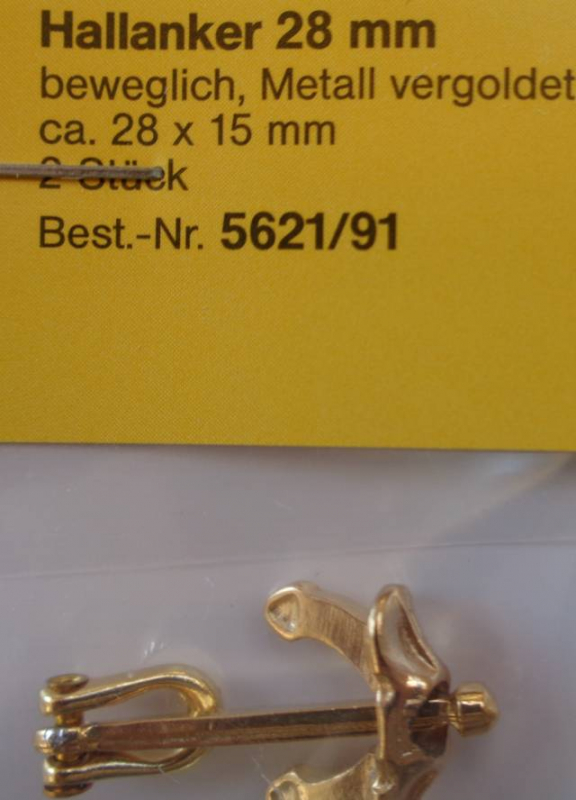 Hallanker 28 mm
beweglich, Metall vergoldet
ca. 28 x 15 mm
2 Stück
Best.-Nr. 5621/91